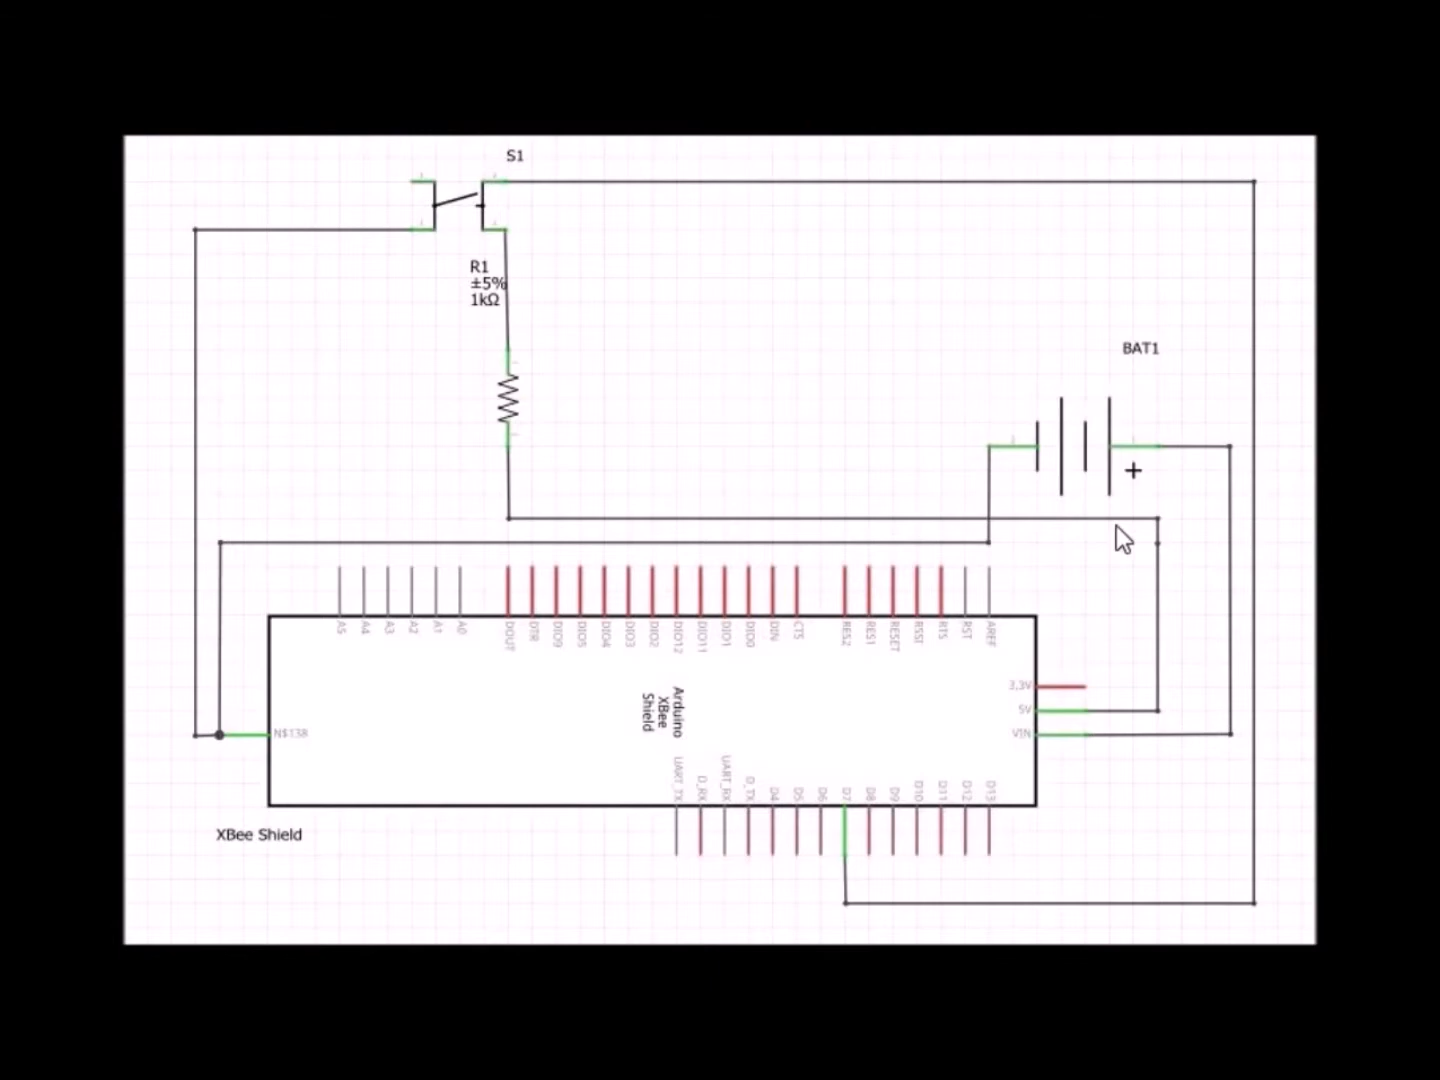 S1
R1
±5%
1kΩ
BAT1
+
A5 A4 A3 A2 A1 A0 DOUT DTR DIO9 DIO5 DIO4 DIO3 DIO2 DIO12 DIO11 DIO1 DIO0 DIN CTS RES2 RES1 RESET RSSI RTS RST AREF
3.3V
5V
VIN
N$138
Arduino
XBee
Shield
UART_TX D_RX UART_RX D_TX D4 D5 D6 D7 D8 D9 D10 D11 D12 D13
XBee Shield